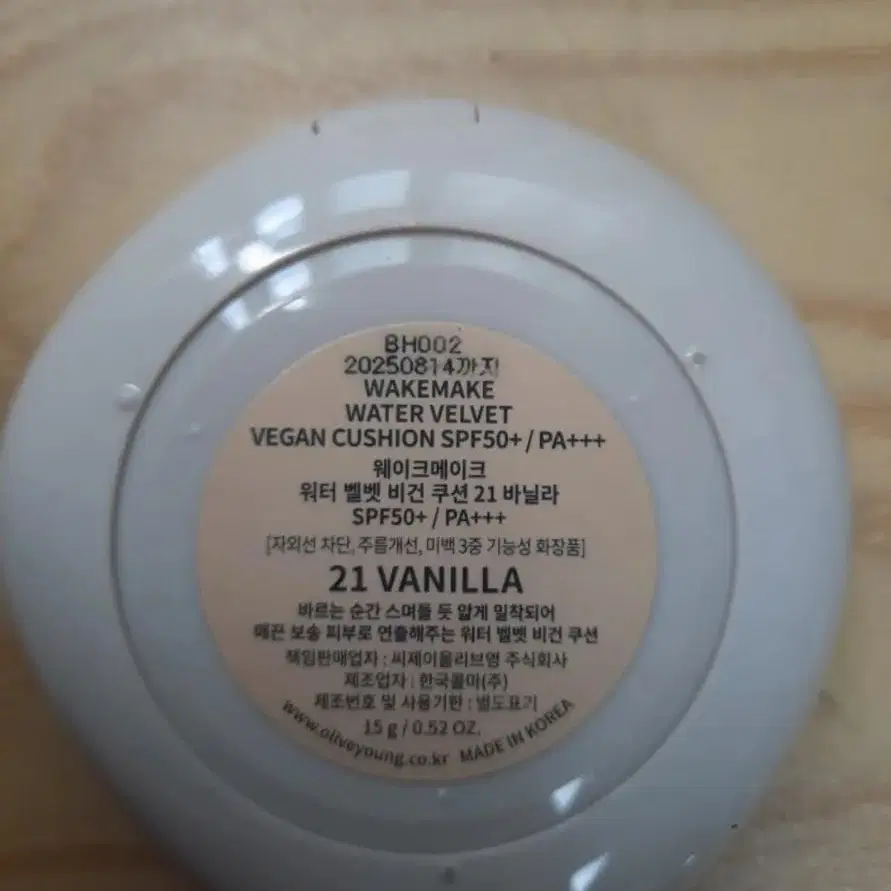 BH002
20250814까지
WAKEMAKE
WATER VELVET
VEGAN CUSHION SPF50+ / PA+++
웨이크메이크
워터 벨벳 비건 쿠션 21 바닐라
SPF50+ / PA+++
[자외선 차단, 주름개선, 미백 3중 기능성 화장품]
21 VANILLA
바르는 순간 스며들 듯 얇게 밀착되어
매끈 보송 피부로 연출해주는 워터 벨벳 비건 쿠션
책임판매업자 : 씨제이올리브영 주식회사
제조업자 : 한국콜마(주)
제조번호 및 사용기한 : 별도표기
15 g / 0.52 OZ.
www.oliveyoung.co.kr MADE IN KOREA